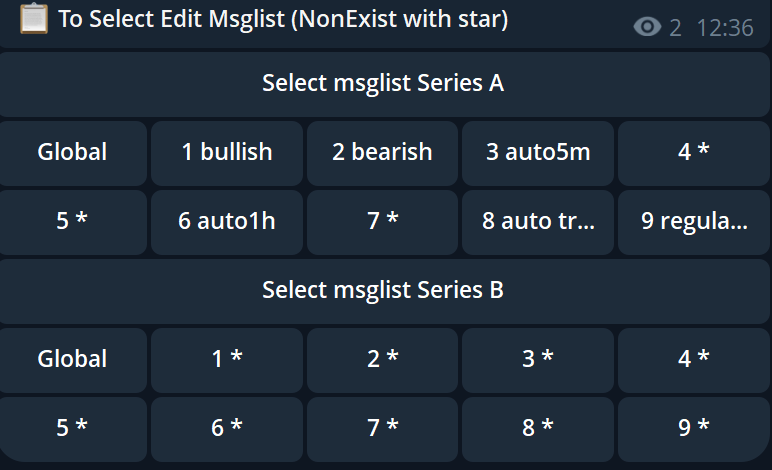 To Select Edit Msglist (NonExist with star)
2 12:36
Select msglist Series A
Global 1 bullish 2 bearish 3 auto5m 4 *
5 * 6 auto1h 7 * 8 auto tr... 9 regula...
Select msglist Series B
Global 1 * 2 * 3 * 4 *
5 * 6 * 7 * 8 * 9 *